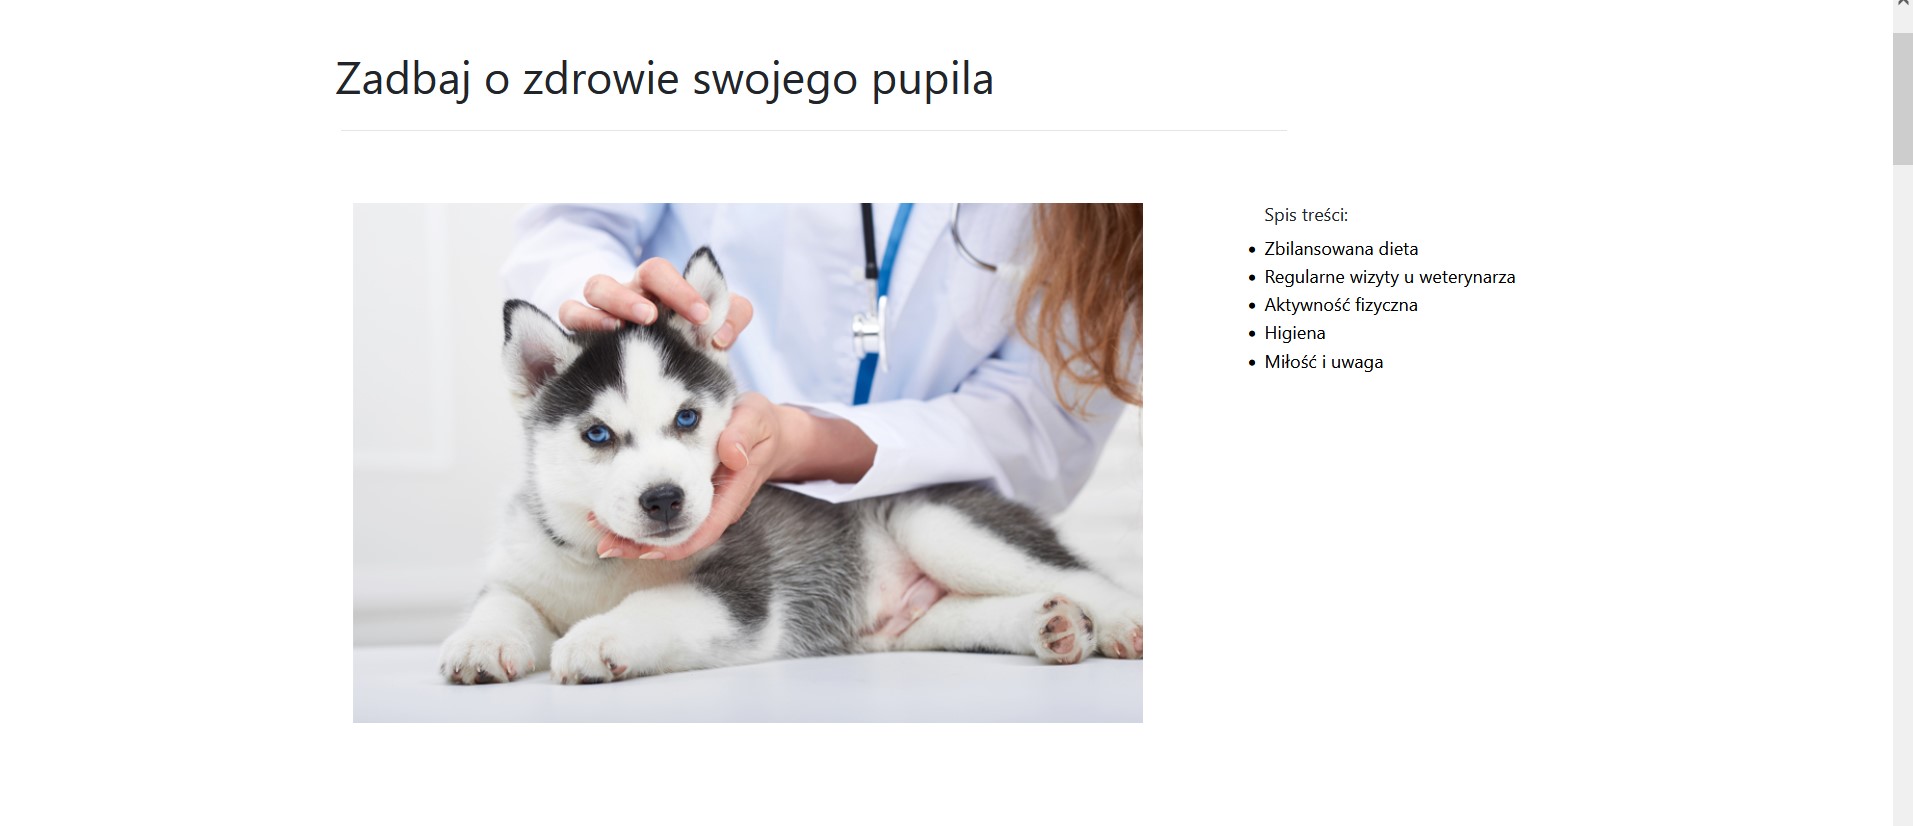 Zadbaj o zdrowie swojego pupila
Spis treści:
Zbilansowana dieta
Regularne wizyty u weterynarza
Aktywność fizyczna
Higiena
Miłość i uwaga